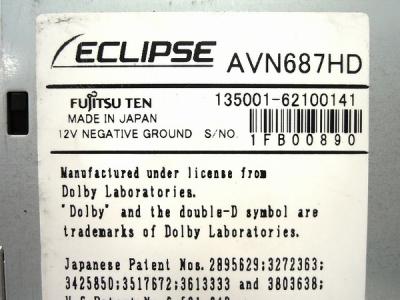 ECLIPSE AVN687HD
FUJITSU TEN 135001-62100141
MADE IN JAPAN
12V NEGATIVE GROUND S/NO. 1FB00890
Manufactured under license from
Dolby Laboratories.
"Dolby" and the double-D symbol are
trademarks of Dolby Laboratories.
Japanese Patent Nos. 2895629;3272363;
3425850;3517672;3613333 and 3803638;